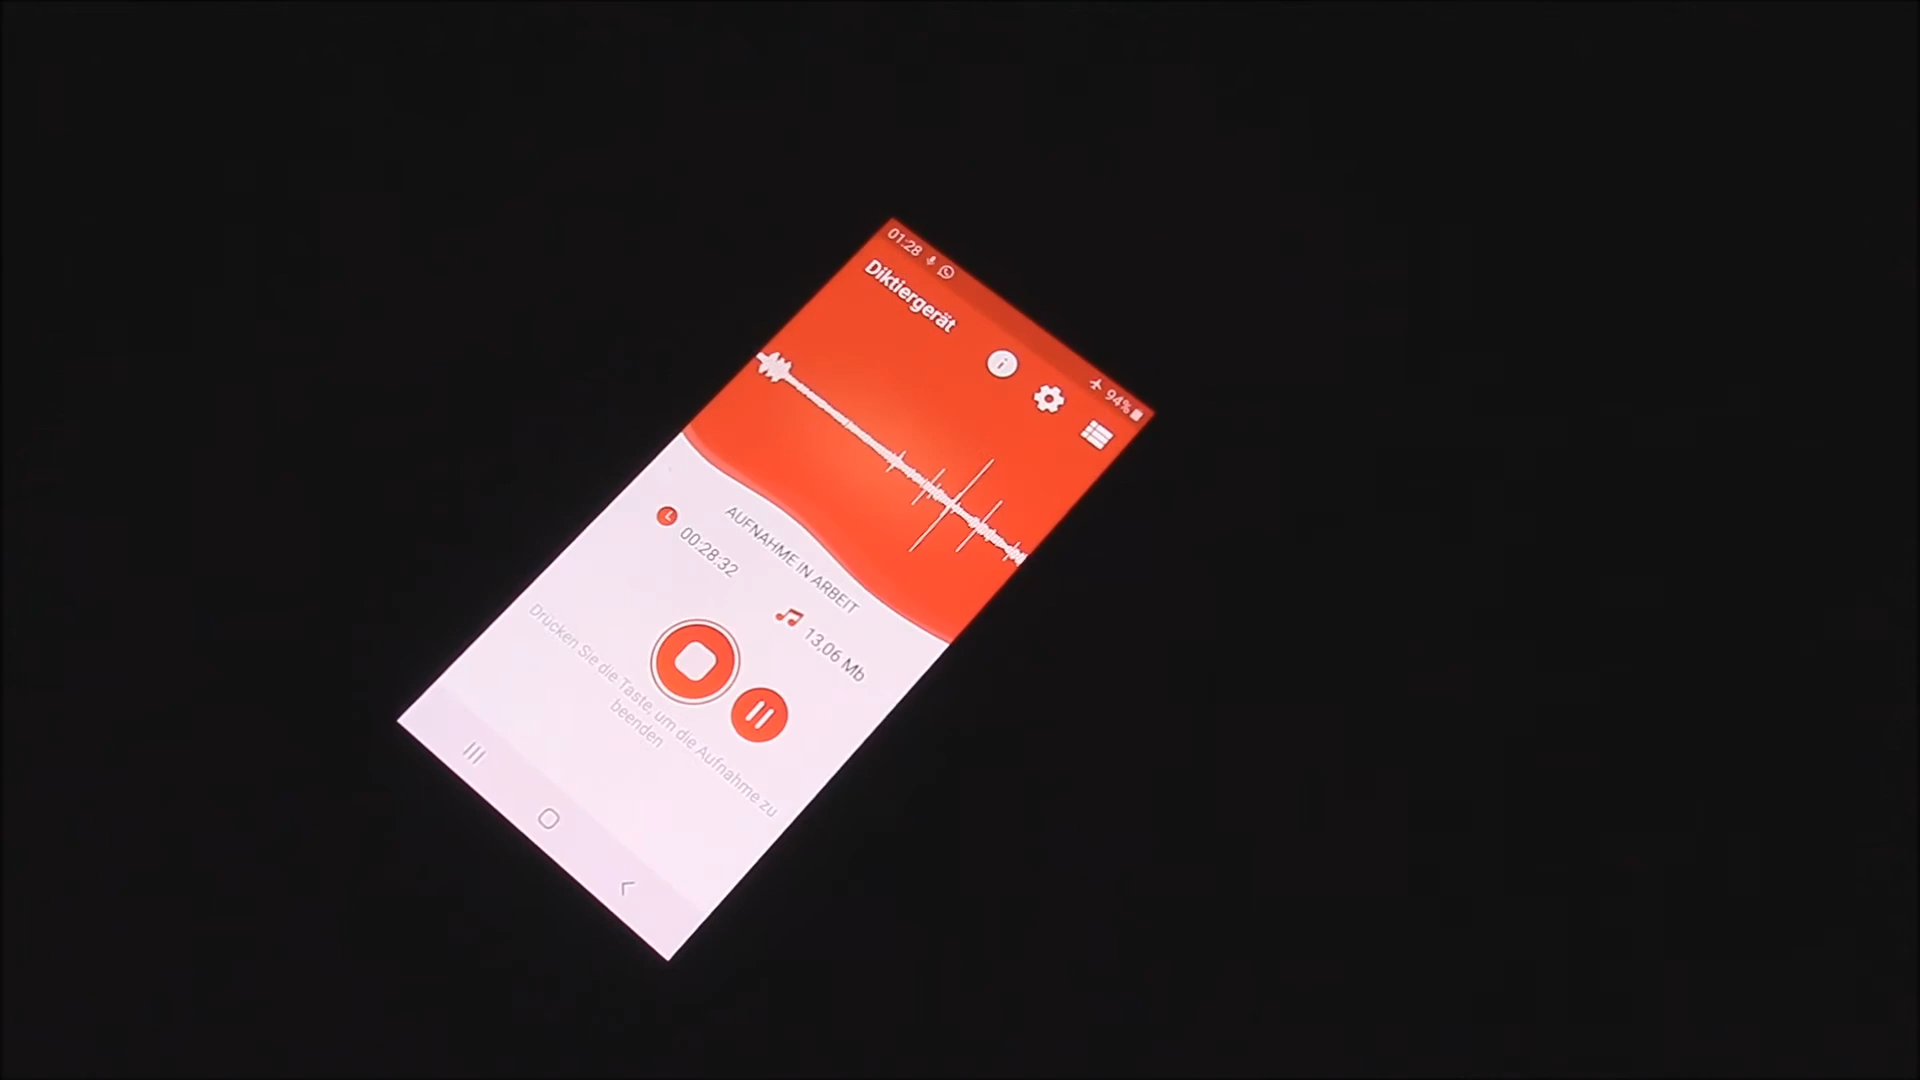 01:28
94%
Diktiergerät
AUFNAHME IN ARBEIT
00:28:32
13,06 Mb
Drücken Sie die Taste, um die Aufnahme zu
beenden